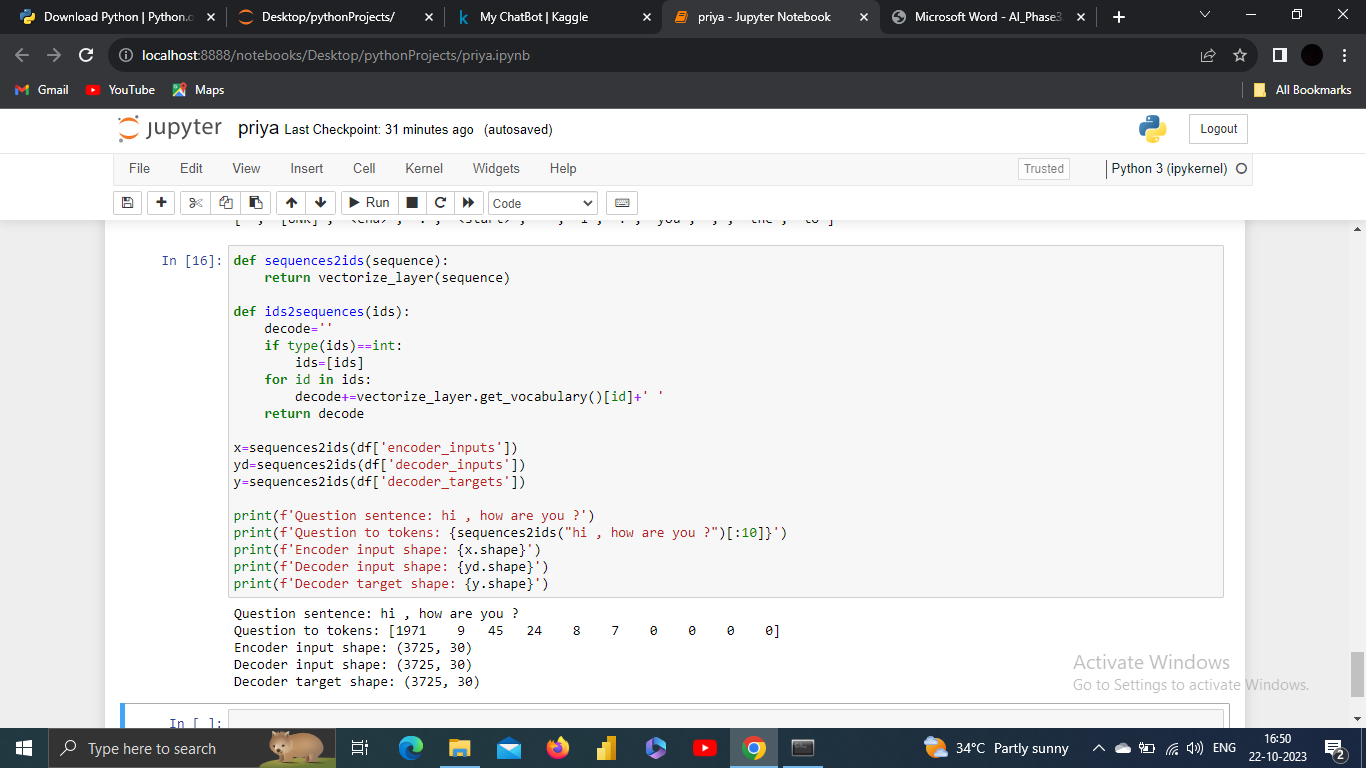 Download Python | Python.o
Desktop/pythonProjects/
My ChatBot | Kaggle
priya - Jupyter Notebook
Microsoft Word - AI_Phase3
localhost:8888/notebooks/Desktop/pythonProjects/priya.ipynb
Gmail
YouTube
Maps
All Bookmarks
jupyter
priya Last Checkpoint: 31 minutes ago (autosaved)
Logout
File Edit View Insert Cell Kernel Widgets Help
Trusted
Python 3 (ipykernel)
Run
Code
In [16]:
def sequences2ids(sequence):
    return vectorize_layer(sequence)
def ids2sequences(ids):
    decode=''
    if type(ids)==int:
        ids=[ids]
    for id in ids:
        decode+=vectorize_layer.get_vocabulary()[id]+' '
    return decode
x=sequences2ids(df['encoder_inputs'])
yd=sequences2ids(df['decoder_inputs'])
y=sequences2ids(df['decoder_targets'])
print(f'Question sentence: hi , how are you ?')
print(f'Question to tokens: {sequences2ids("hi , how are you ?")[:10]}')
print(f'Encoder input shape: {x.shape}')
print(f'Decoder input shape: {yd.shape}')
print(f'Decoder target shape: {y.shape}')
Question sentence: hi , how are you ?
Question to tokens: [1971    9   45   24    8    7    0    0    0    0]
Encoder input shape: (3725, 30)
Decoder input shape: (3725, 30)
Decoder target shape: (3725, 30)
Activate Windows
Go to Settings to activate Windows.
In [ ]:
Type here to search
34°C Partly sunny
ENG
16:50
22-10-2023
2